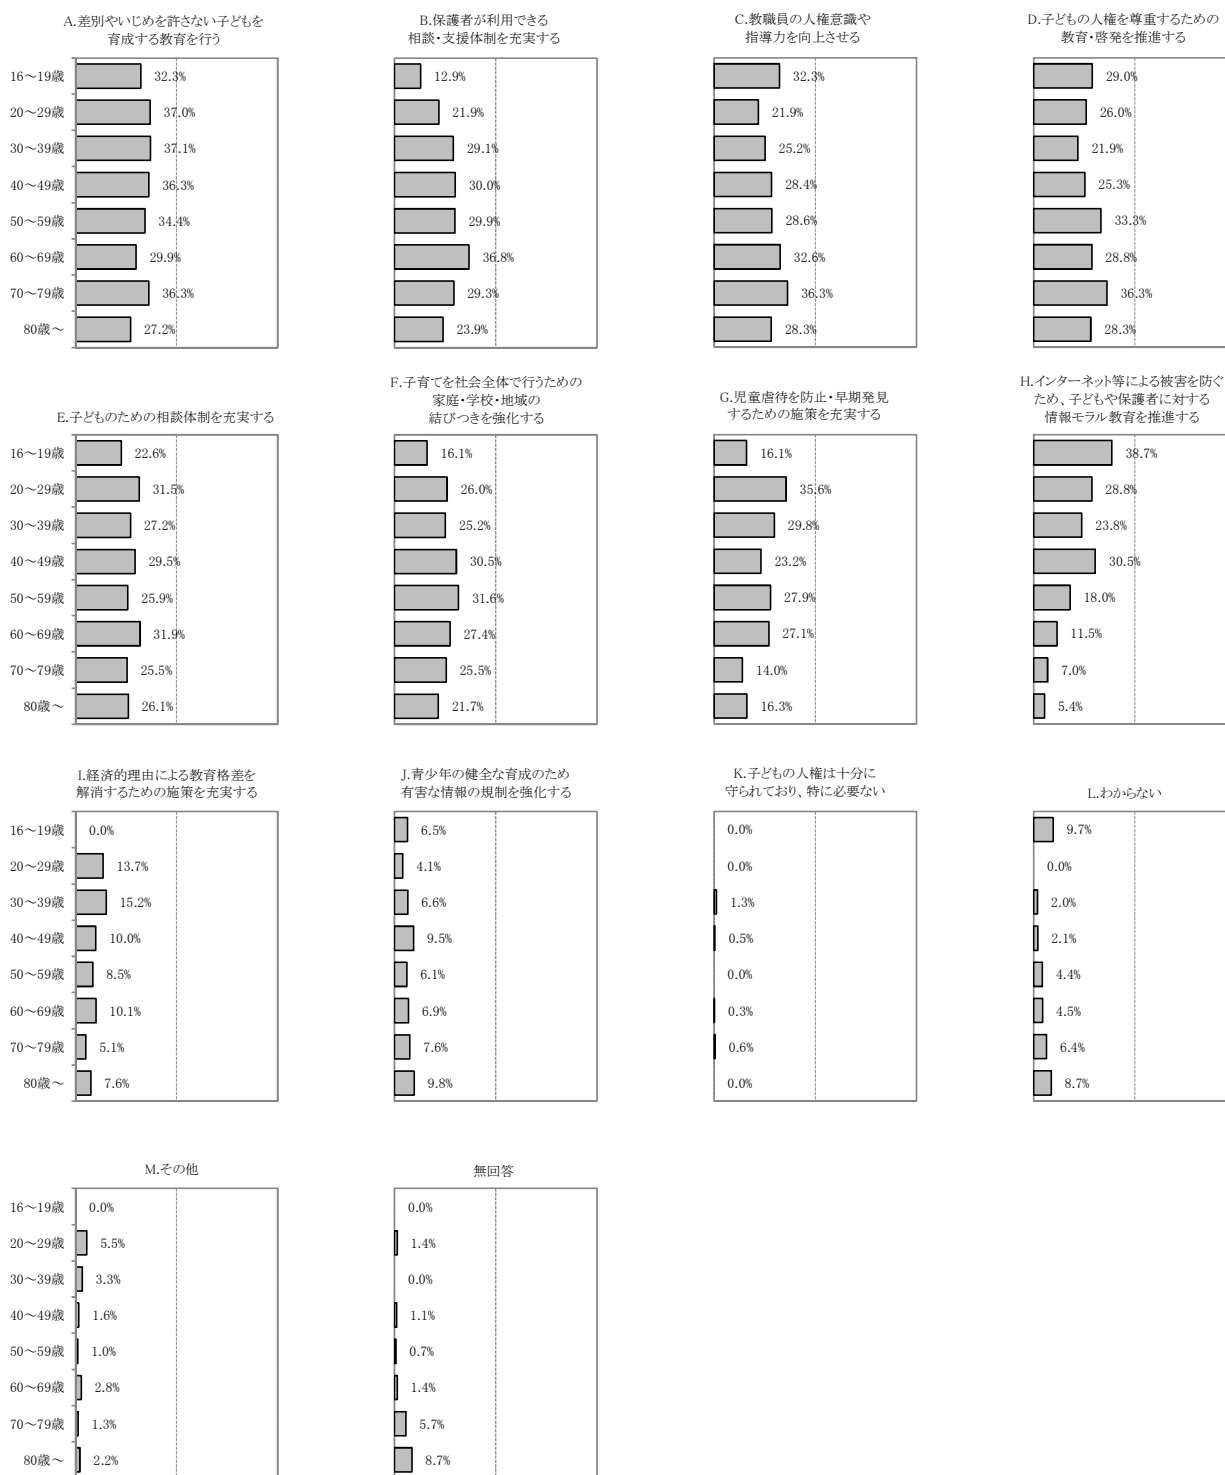 A.差別やいじめを許さない子どもを
育成する教育を行う
16～19歳 32.3%
20～29歳 37.0%
30～39歳 37.1%
40～49歳 36.3%
50～59歳 34.4%
60～69歳 29.9%
70～79歳 36.3%
80歳～ 27.2%
B.保護者が利用できる
相談・支援体制を充実する
12.9%
21.9%
29.1%
30.0%
29.9%
36.8%
29.3%
23.9%
C.教職員の人権意識や
指導力を向上させる
32.3%
21.9%
25.2%
28.4%
28.6%
32.6%
36.3%
28.3%
D.子どもの人権を尊重するための
教育・啓発を推進する
29.0%
26.0%
21.9%
25.3%
33.3%
28.8%
36.3%
28.3%
E.子どものための相談体制を充実する
16～19歳 22.6%
20～29歳 31.5%
30～39歳 27.2%
40～49歳 29.5%
50～59歳 25.9%
60～69歳 31.9%
70～79歳 25.5%
80歳～ 26.1%
F.子育てを社会全体で行うための
家庭・学校・地域の
結びつきを強化する
16.1%
26.0%
25.2%
30.5%
31.6%
27.4%
25.5%
21.7%
G.児童虐待を防止・早期発見
するための施策を充実する
16.1%
35.6%
29.8%
23.2%
27.9%
27.1%
14.0%
16.3%
H.インターネット等による被害を防ぐ
ため、子どもや保護者に対する
情報モラル教育を推進する
38.7%
28.8%
23.8%
30.5%
18.0%
11.5%
7.0%
5.4%
I.経済的理由による教育格差を
解消するための施策を充実する
16～19歳 0.0%
20～29歳 13.7%
30～39歳 15.2%
40～49歳 10.0%
50～59歳 8.5%
60～69歳 10.1%
70～79歳 5.1%
80歳～ 7.6%
J.青少年の健全な育成のため
有害な情報の規制を強化する
6.5%
4.1%
6.6%
9.5%
6.1%
6.9%
7.6%
9.8%
K.子どもの人権は十分に
守られており、特に必要ない
0.0%
0.0%
1.3%
0.5%
0.0%
0.3%
0.6%
0.0%
L.わからない
9.7%
0.0%
2.0%
2.1%
4.4%
4.5%
6.4%
8.7%
M.その他
16～19歳 0.0%
20～29歳 5.5%
30～39歳 3.3%
40～49歳 1.6%
50～59歳 1.0%
60～69歳 2.8%
70～79歳 1.3%
80歳～ 2.2%
無回答
0.0%
1.4%
0.0%
1.1%
0.7%
1.4%
5.7%
8.7%